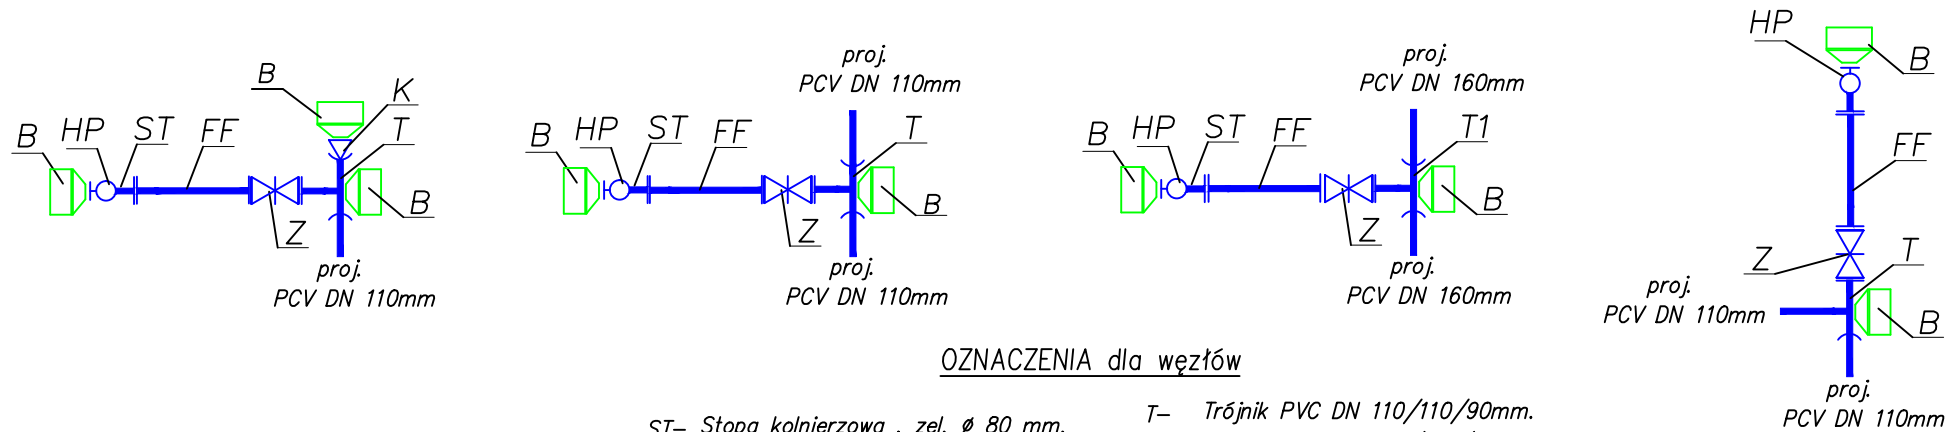 B
HP
ST
FF
B
K
T
B
Z
proj.
PCV DN 110mm
proj.
PCV DN 110mm
B
HP
ST
FF
T
B
Z
proj.
PCV DN 110mm
proj.
PCV DN 160mm
B
HP
ST
FF
T1
B
Z
proj.
PCV DN 160mm
HP
B
FF
Z
T
proj.
PCV DN 110mm
B
proj.
PCV DN 110mm
OZNACZENIA dla węzłów
ST– Stopa kolnierzowa , zel. ø 80 mm.
T– Trójnik PVC DN 110/110/90mm.